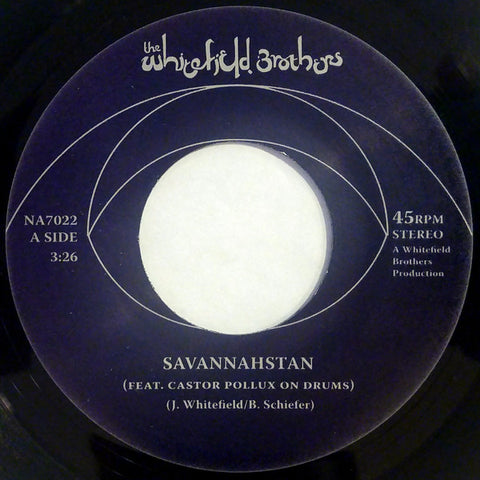 the Whitefield Brothers
NA7022
A SIDE
3:26
45RPM
STEREO
A Whitefield
Brothers
Production
SAVANNAHSTAN
(FEAT. CASTOR POLLUX ON DRUMS)
(J. Whitefield/B. Schiefer)